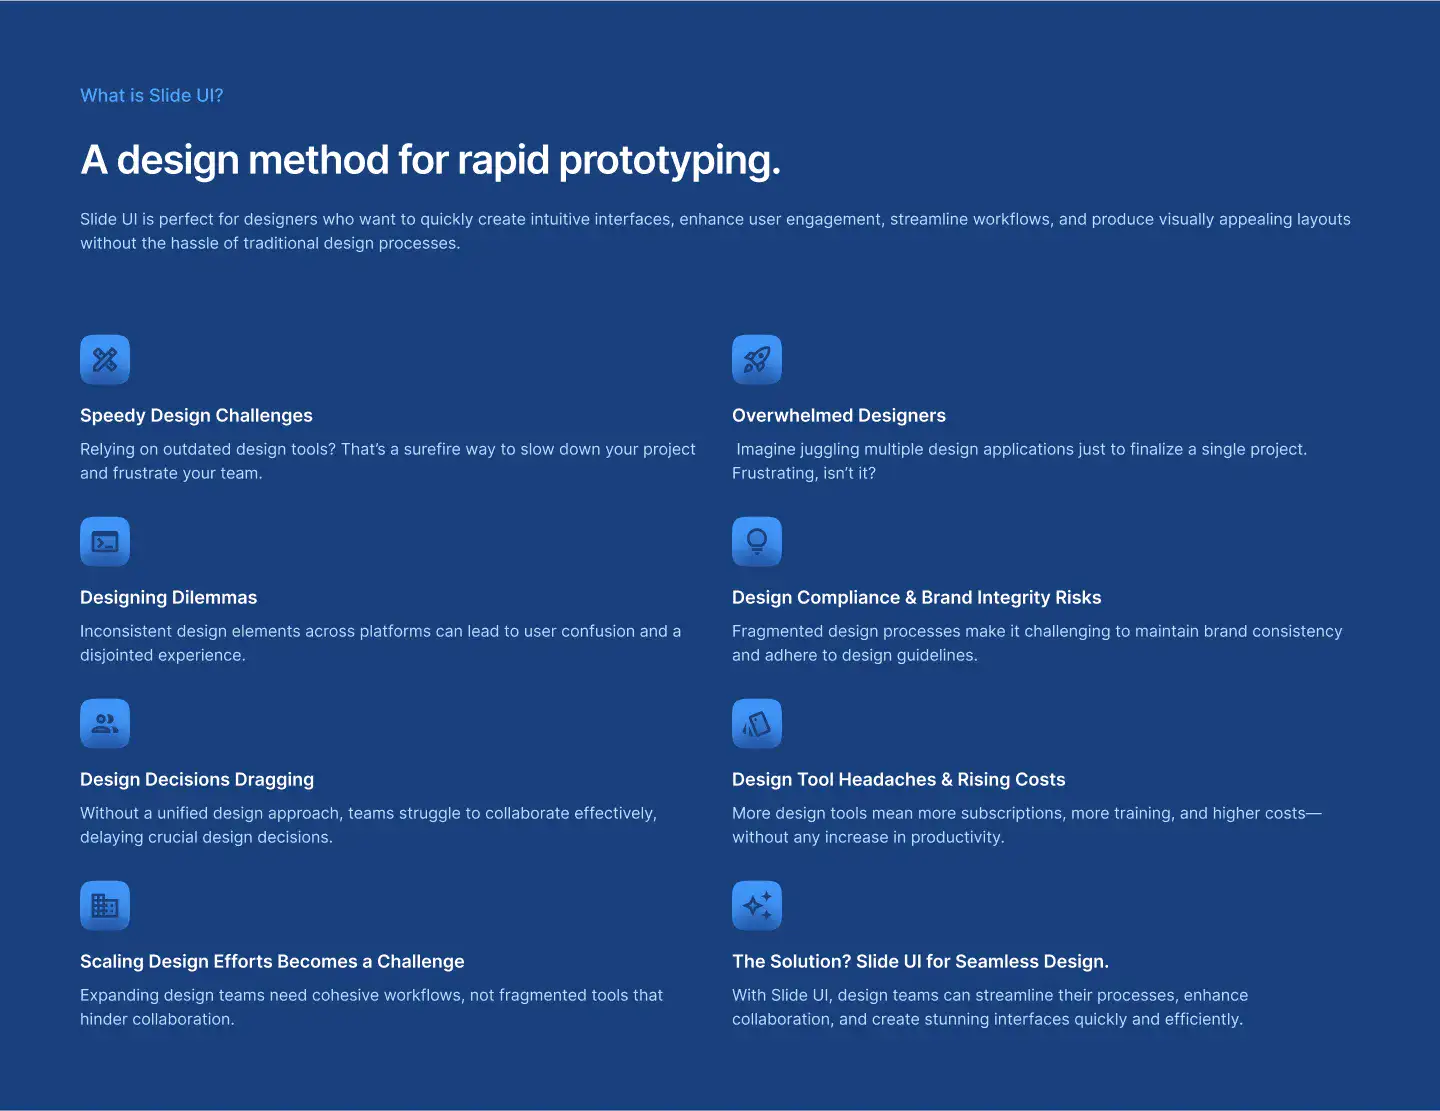 What is Slide UI?
A design method for rapid prototyping.
Slide UI is perfect for designers who want to quickly create intuitive interfaces, enhance user engagement, streamline workflows, and produce visually appealing layouts
without the hassle of traditional design processes.
Speedy Design Challenges
Relying on outdated design tools? That’s a surefire way to slow down your project
and frustrate your team.
Overwhelmed Designers
Imagine juggling multiple design applications just to finalize a single project.
Frustrating, isn’t it?
Designing Dilemmas
Inconsistent design elements across platforms can lead to user confusion and a
disjointed experience.
Design Compliance & Brand Integrity Risks
Fragmented design processes make it challenging to maintain brand consistency
and adhere to design guidelines.
Design Decisions Dragging
Without a unified design approach, teams struggle to collaborate effectively,
delaying crucial design decisions.
Design Tool Headaches & Rising Costs
More design tools mean more subscriptions, more training, and higher costs—
without any increase in productivity.
Scaling Design Efforts Becomes a Challenge
Expanding design teams need cohesive workflows, not fragmented tools that
hinder collaboration.
The Solution? Slide UI for Seamless Design.
With Slide UI, design teams can streamline their processes, enhance
collaboration, and create stunning interfaces quickly and efficiently.